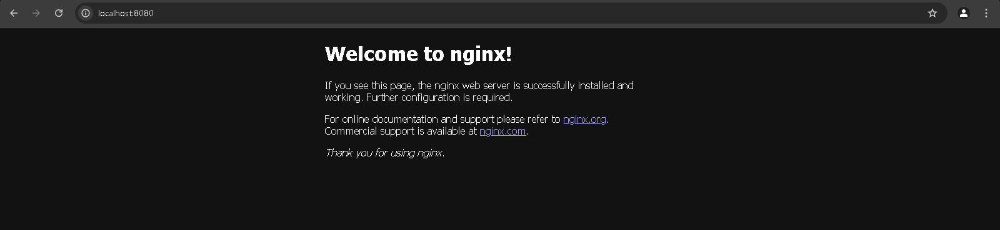 localhost:8080
Welcome to nginx!
If you see this page, the nginx web server is successfully installed and
working. Further configuration is required.
For online documentation and support please refer to nginx.org.
Commercial support is available at nginx.com.
Thank you for using nginx.